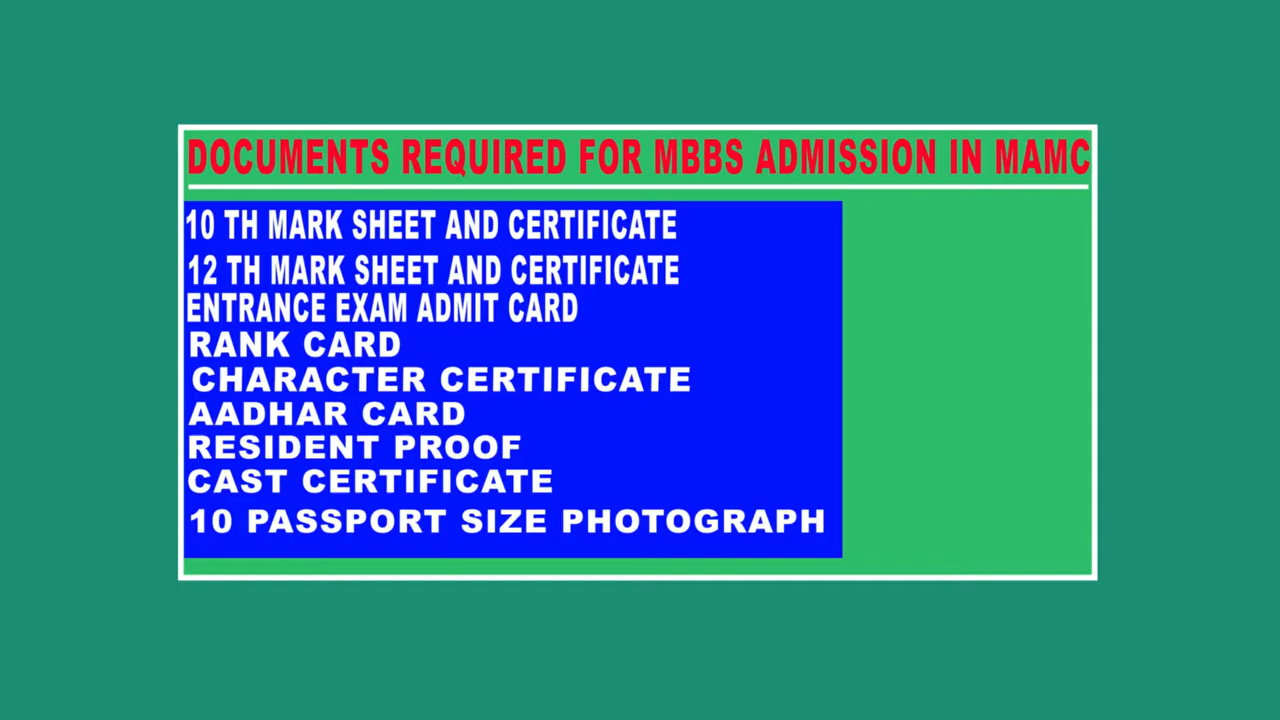 DOCUMENTS REQUIRED FOR MBBS ADMISSION IN MAMC
10 TH MARK SHEET AND CERTIFICATE
12 TH MARK SHEET AND CERTIFICATE
ENTRANCE EXAM ADMIT CARD
RANK CARD
CHARACTER CERTIFICATE
AADHAR CARD
RESIDENT PROOF
CAST CERTIFICATE
10 PASSPORT SIZE PHOTOGRAPH